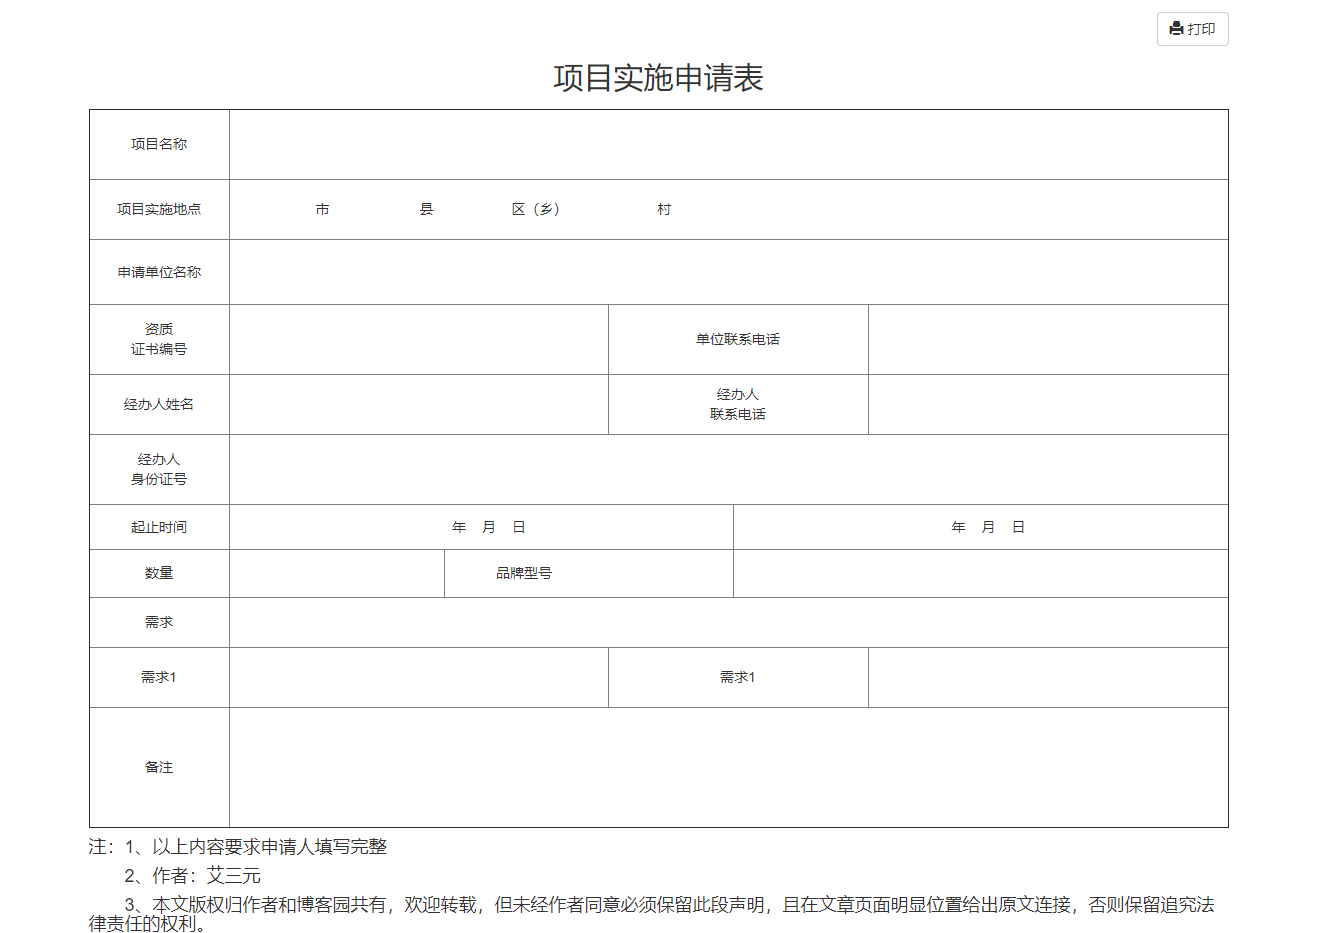 打印
项目实施申请表
项目名称
项目实施地点 市 县 区（乡） 村
申请单位名称
资质
证书编号
单位联系电话
经办人姓名
经办人
联系电话
经办人
身份证号
起止时间 年 月 日 年 月 日
数量 品牌型号
需求
需求1 需求1
备注
注：1、以上内容要求申请人填写完整
2、作者：艾三元
3、本文版权归作者和博客园共有，欢迎转载，但未经作者同意必须保留此段声明，且在文章页面明显位置给出原文连接，否则保留追究法
律责任的权利。